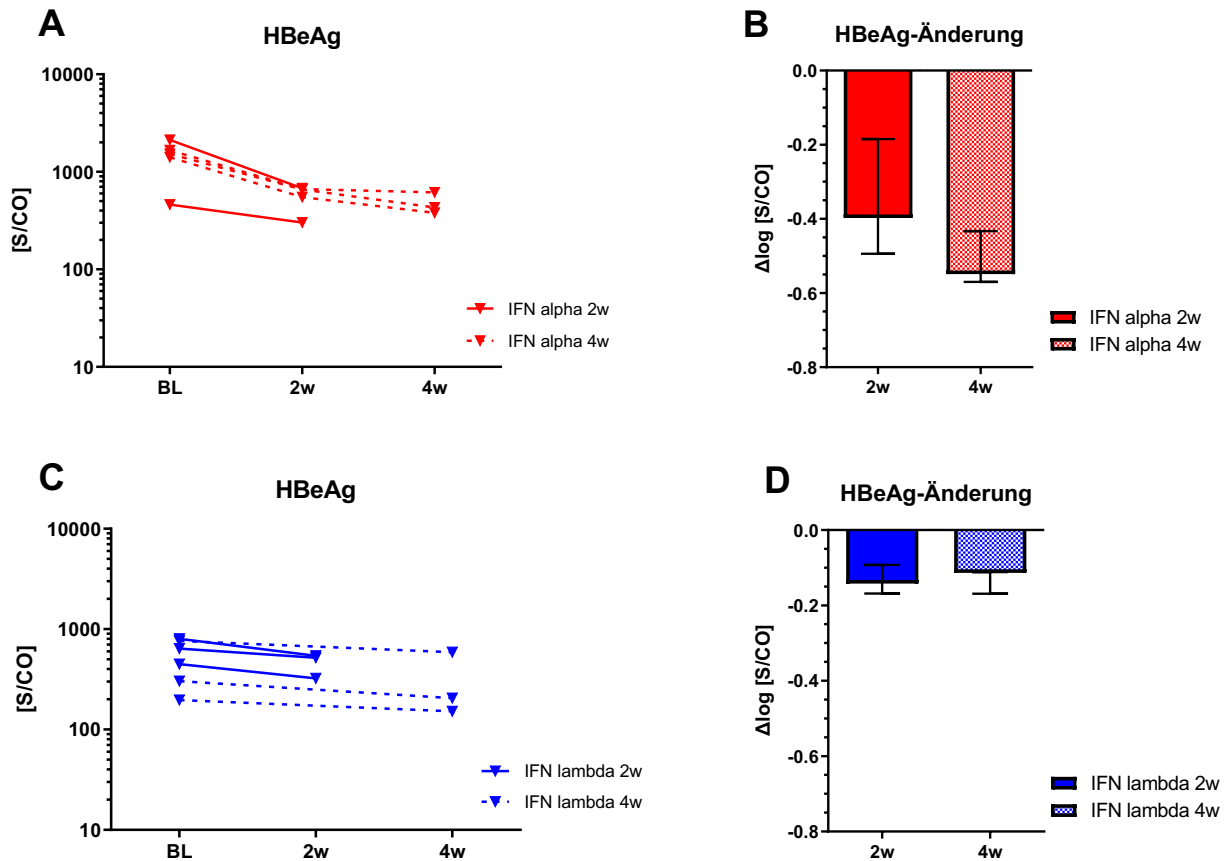 A
HBeAg
[S/CO]
10000
1000
100
10
BL
2w
4w
IFN alpha 2w
IFN alpha 4w
B
HBeAg-Änderung
Δlog [S/CO]
0.0
-0.2
-0.4
-0.6
-0.8
2w
4w
IFN alpha 2w
IFN alpha 4w
C
HBeAg
[S/CO]
10000
1000
100
10
BL
2w
4w
IFN lambda 2w
IFN lambda 4w
D
HBeAg-Änderung
Δlog [S/CO]
0.0
-0.2
-0.4
-0.6
-0.8
2w
4w
IFN lambda 2w
IFN lambda 4w